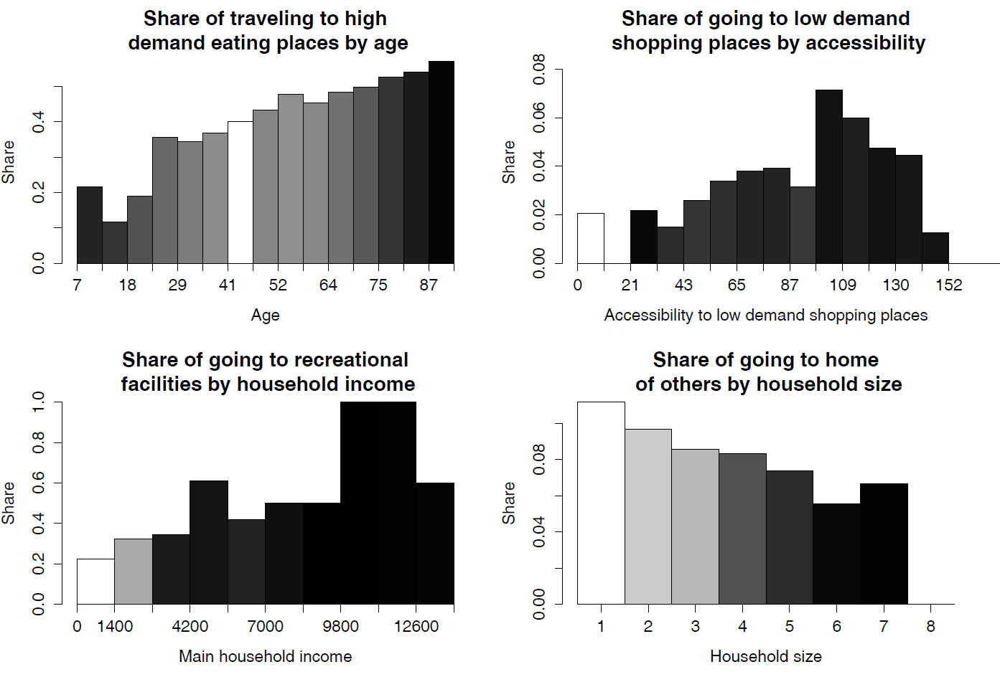 Share of traveling to high
demand eating places by age
Share
0.0 0.2 0.4
7 18 29 41 52 64 75 87
Age
Share of going to low demand
shopping places by accessibility
Share
0.00 0.02 0.04 0.06 0.08
0 21 43 65 87 109 130 152
Accessibility to low demand shopping places
Share of going to recreational
facilities by household income
Share
0.0 0.2 0.4 0.6 0.8 1.0
0 1400 4200 7000 9800 12600
Main household income
Share of going to home
of others by household size
Share
0.00 0.04 0.08
1 2 3 4 5 6 7 8
Household size